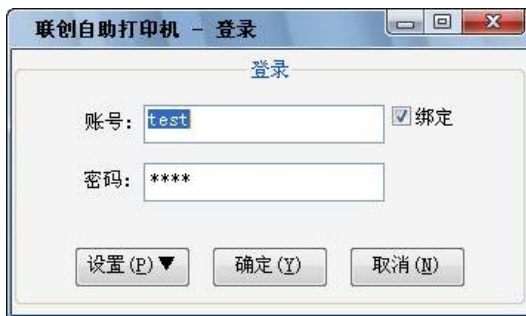 联创自助打印机 - 登录
登录
账号: test 绑定
密码: ****
设置(P)▼ 确定(Y) 取消(N)